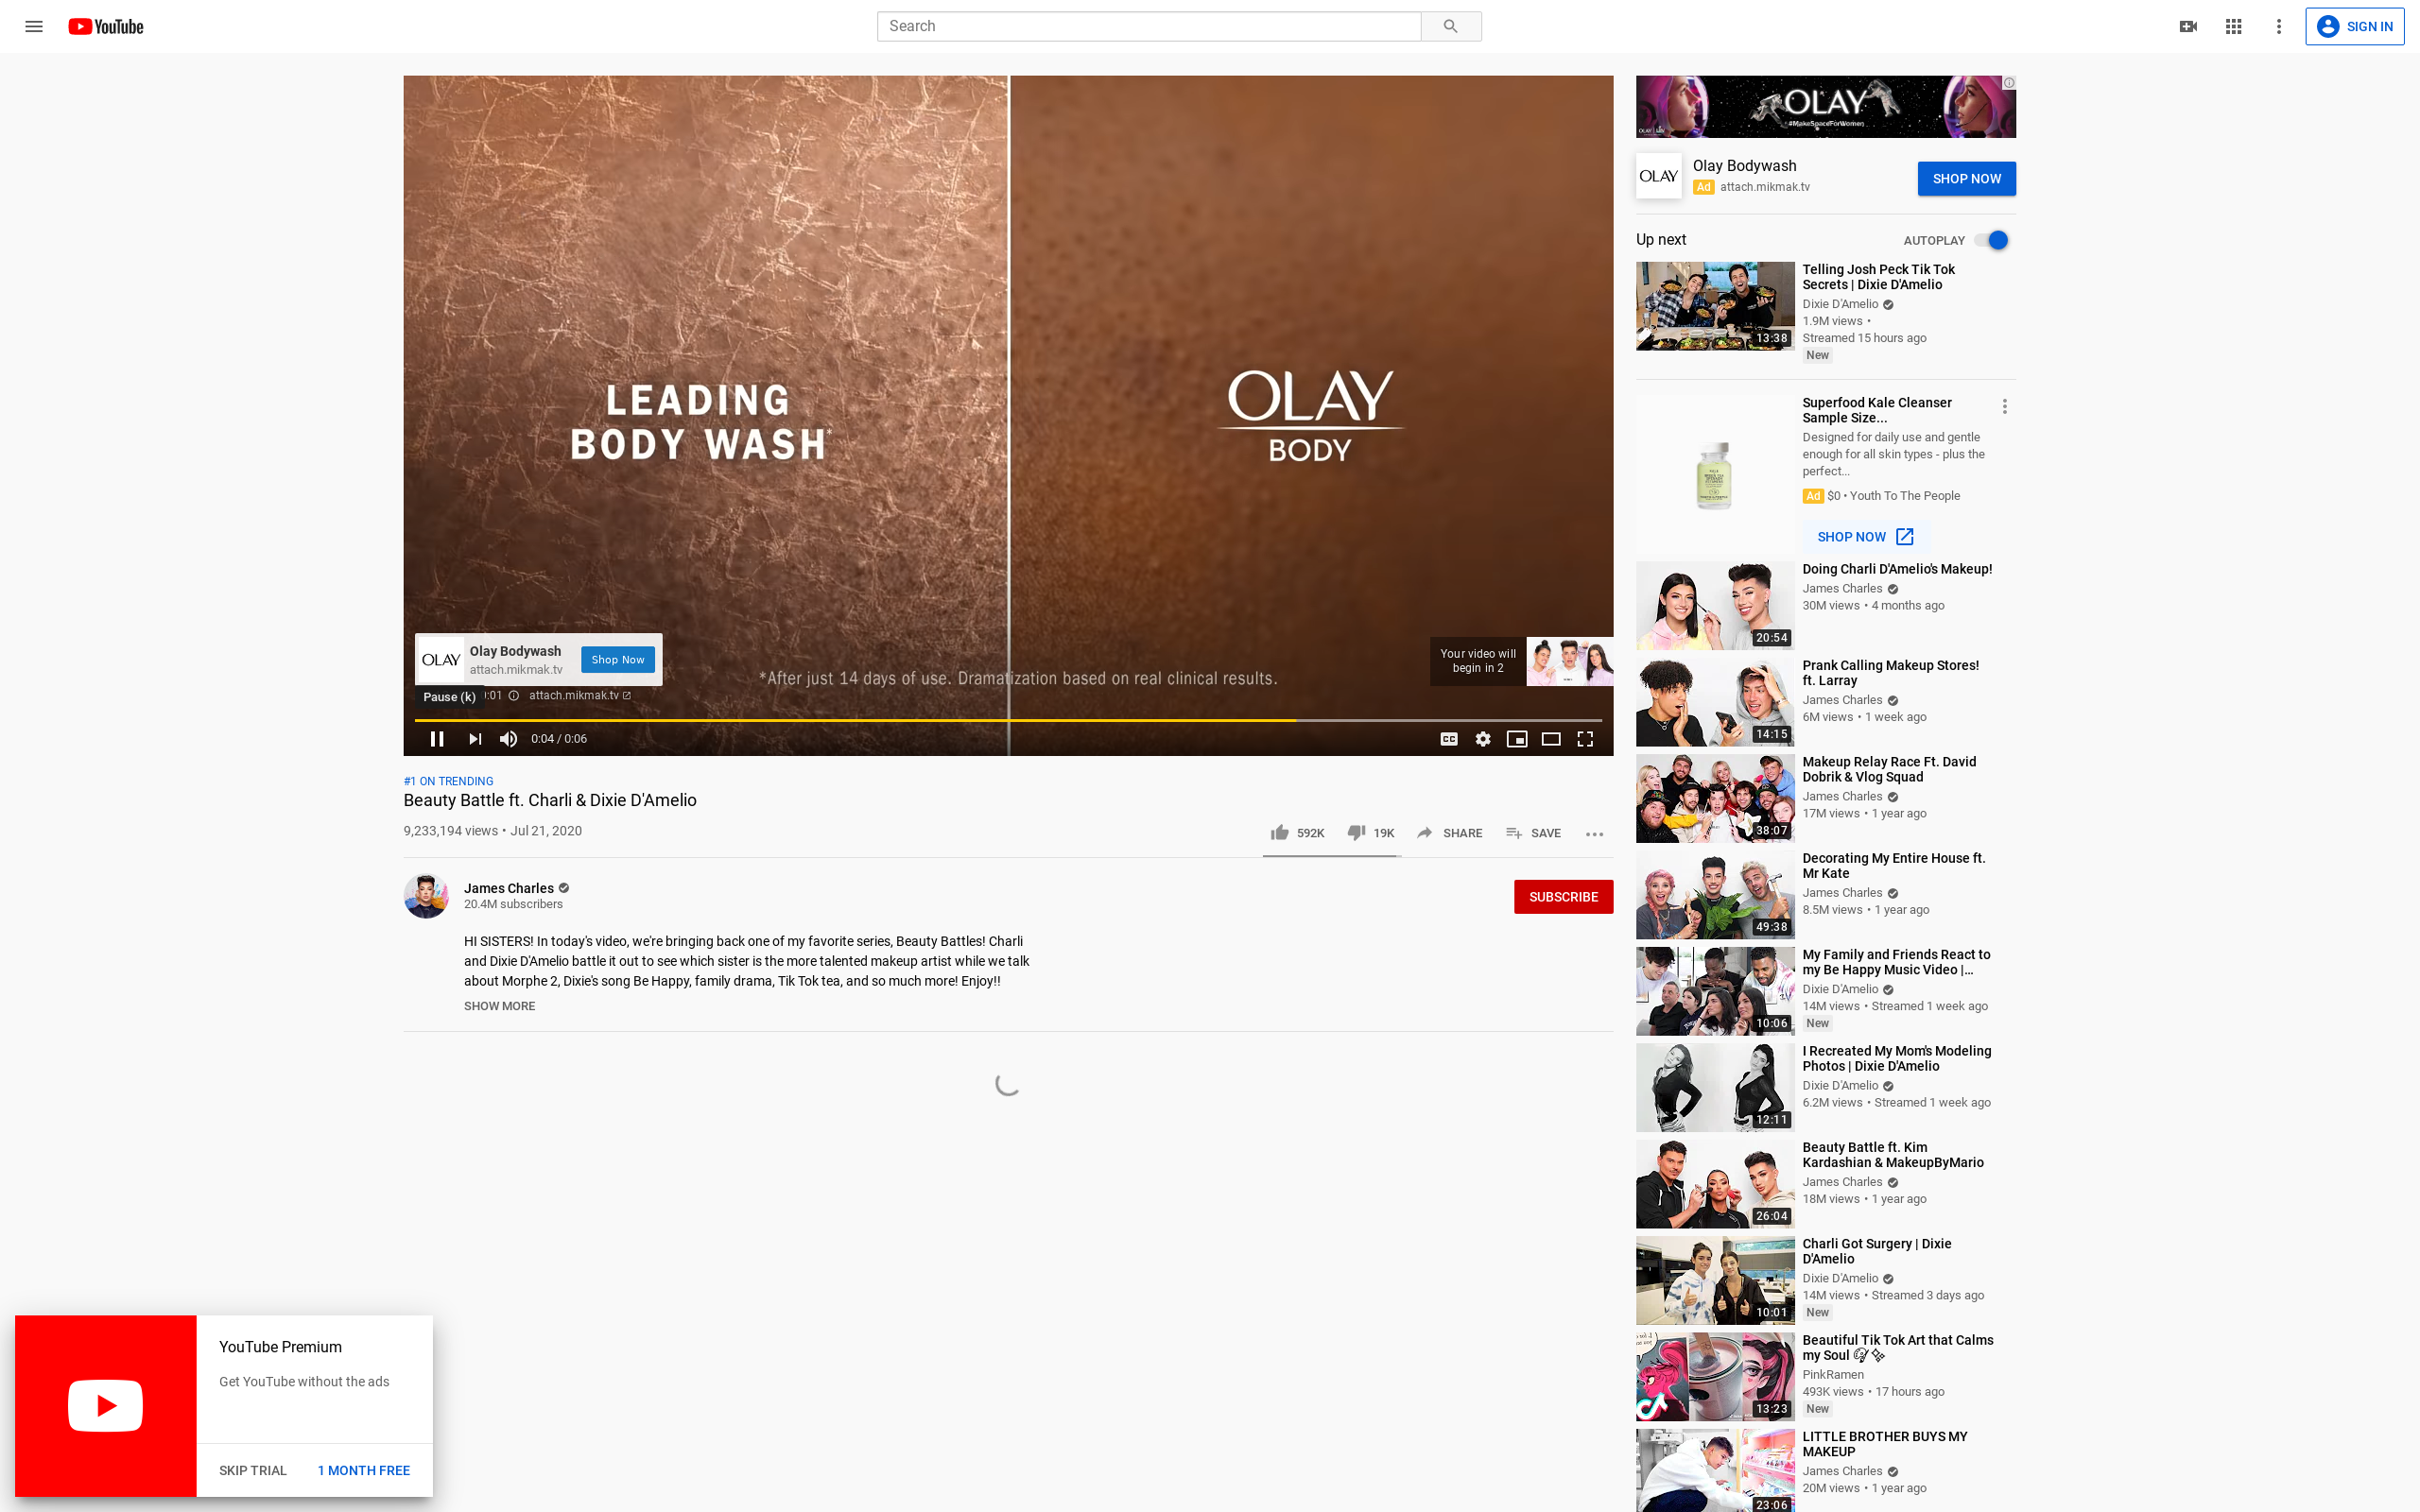 YouTube
Search
SIGN IN
LEADING
BODY WASH*
OLAY
BODY
OLAY
Olay Bodywash
attach.mikmak.tv
Shop Now
Your video will
begin in 2
*After just 14 days of use. Dramatization based on real clinical results.
Pause (k)
0:01
attach.mikmak.tv
0:04 / 0:06
CC
#1 ON TRENDING
Beauty Battle ft. Charli & Dixie D'Amelio
9,233,194 views • Jul 21, 2020
592K
19K
SHARE
SAVE
James Charles
20.4M subscribers
SUBSCRIBE
HI SISTERS! In today's video, we're bringing back one of my favorite series, Beauty Battles! Charli
and Dixie D'Amelio battle it out to see which sister is the more talented makeup artist while we talk
about Morphe 2, Dixie's song Be Happy, family drama, Tik Tok tea, and so much more! Enjoy!!
SHOW MORE
YouTube Premium
Get YouTube without the ads
SKIP TRIAL
1 MONTH FREE
OLAY
#MakeSpaceForWomen
OLAY
Olay Bodywash
Ad attach.mikmak.tv
SHOP NOW
Up next
AUTOPLAY
13:38
Telling Josh Peck Tik Tok
Secrets | Dixie D'Amelio
Dixie D'Amelio
1.9M views •
Streamed 15 hours ago
New
Superfood Kale Cleanser
Sample Size...
Designed for daily use and gentle
enough for all skin types - plus the
perfect...
Ad $0 • Youth To The People
SHOP NOW
20:54
Doing Charli D'Amelio's Makeup!
James Charles
30M views • 4 months ago
14:15
Prank Calling Makeup Stores!
ft. Larray
James Charles
6M views • 1 week ago
38:07
Makeup Relay Race Ft. David
Dobrik & Vlog Squad
James Charles
17M views • 1 year ago
49:38
Decorating My Entire House ft.
Mr Kate
James Charles
8.5M views • 1 year ago
10:06
My Family and Friends React to
my Be Happy Music Video |...
Dixie D'Amelio
14M views • Streamed 1 week ago
New
12:11
I Recreated My Mom's Modeling
Photos | Dixie D'Amelio
Dixie D'Amelio
6.2M views • Streamed 1 week ago
26:04
Beauty Battle ft. Kim
Kardashian & MakeupByMario
James Charles
18M views • 1 year ago
10:01
Charli Got Surgery | Dixie
D'Amelio
Dixie D'Amelio
14M views • Streamed 3 days ago
New
13:23
Beautiful Tik Tok Art that Calms
my Soul
PinkRamen
493K views • 17 hours ago
New
23:06
LITTLE BROTHER BUYS MY
MAKEUP
James Charles
20M views • 1 year ago